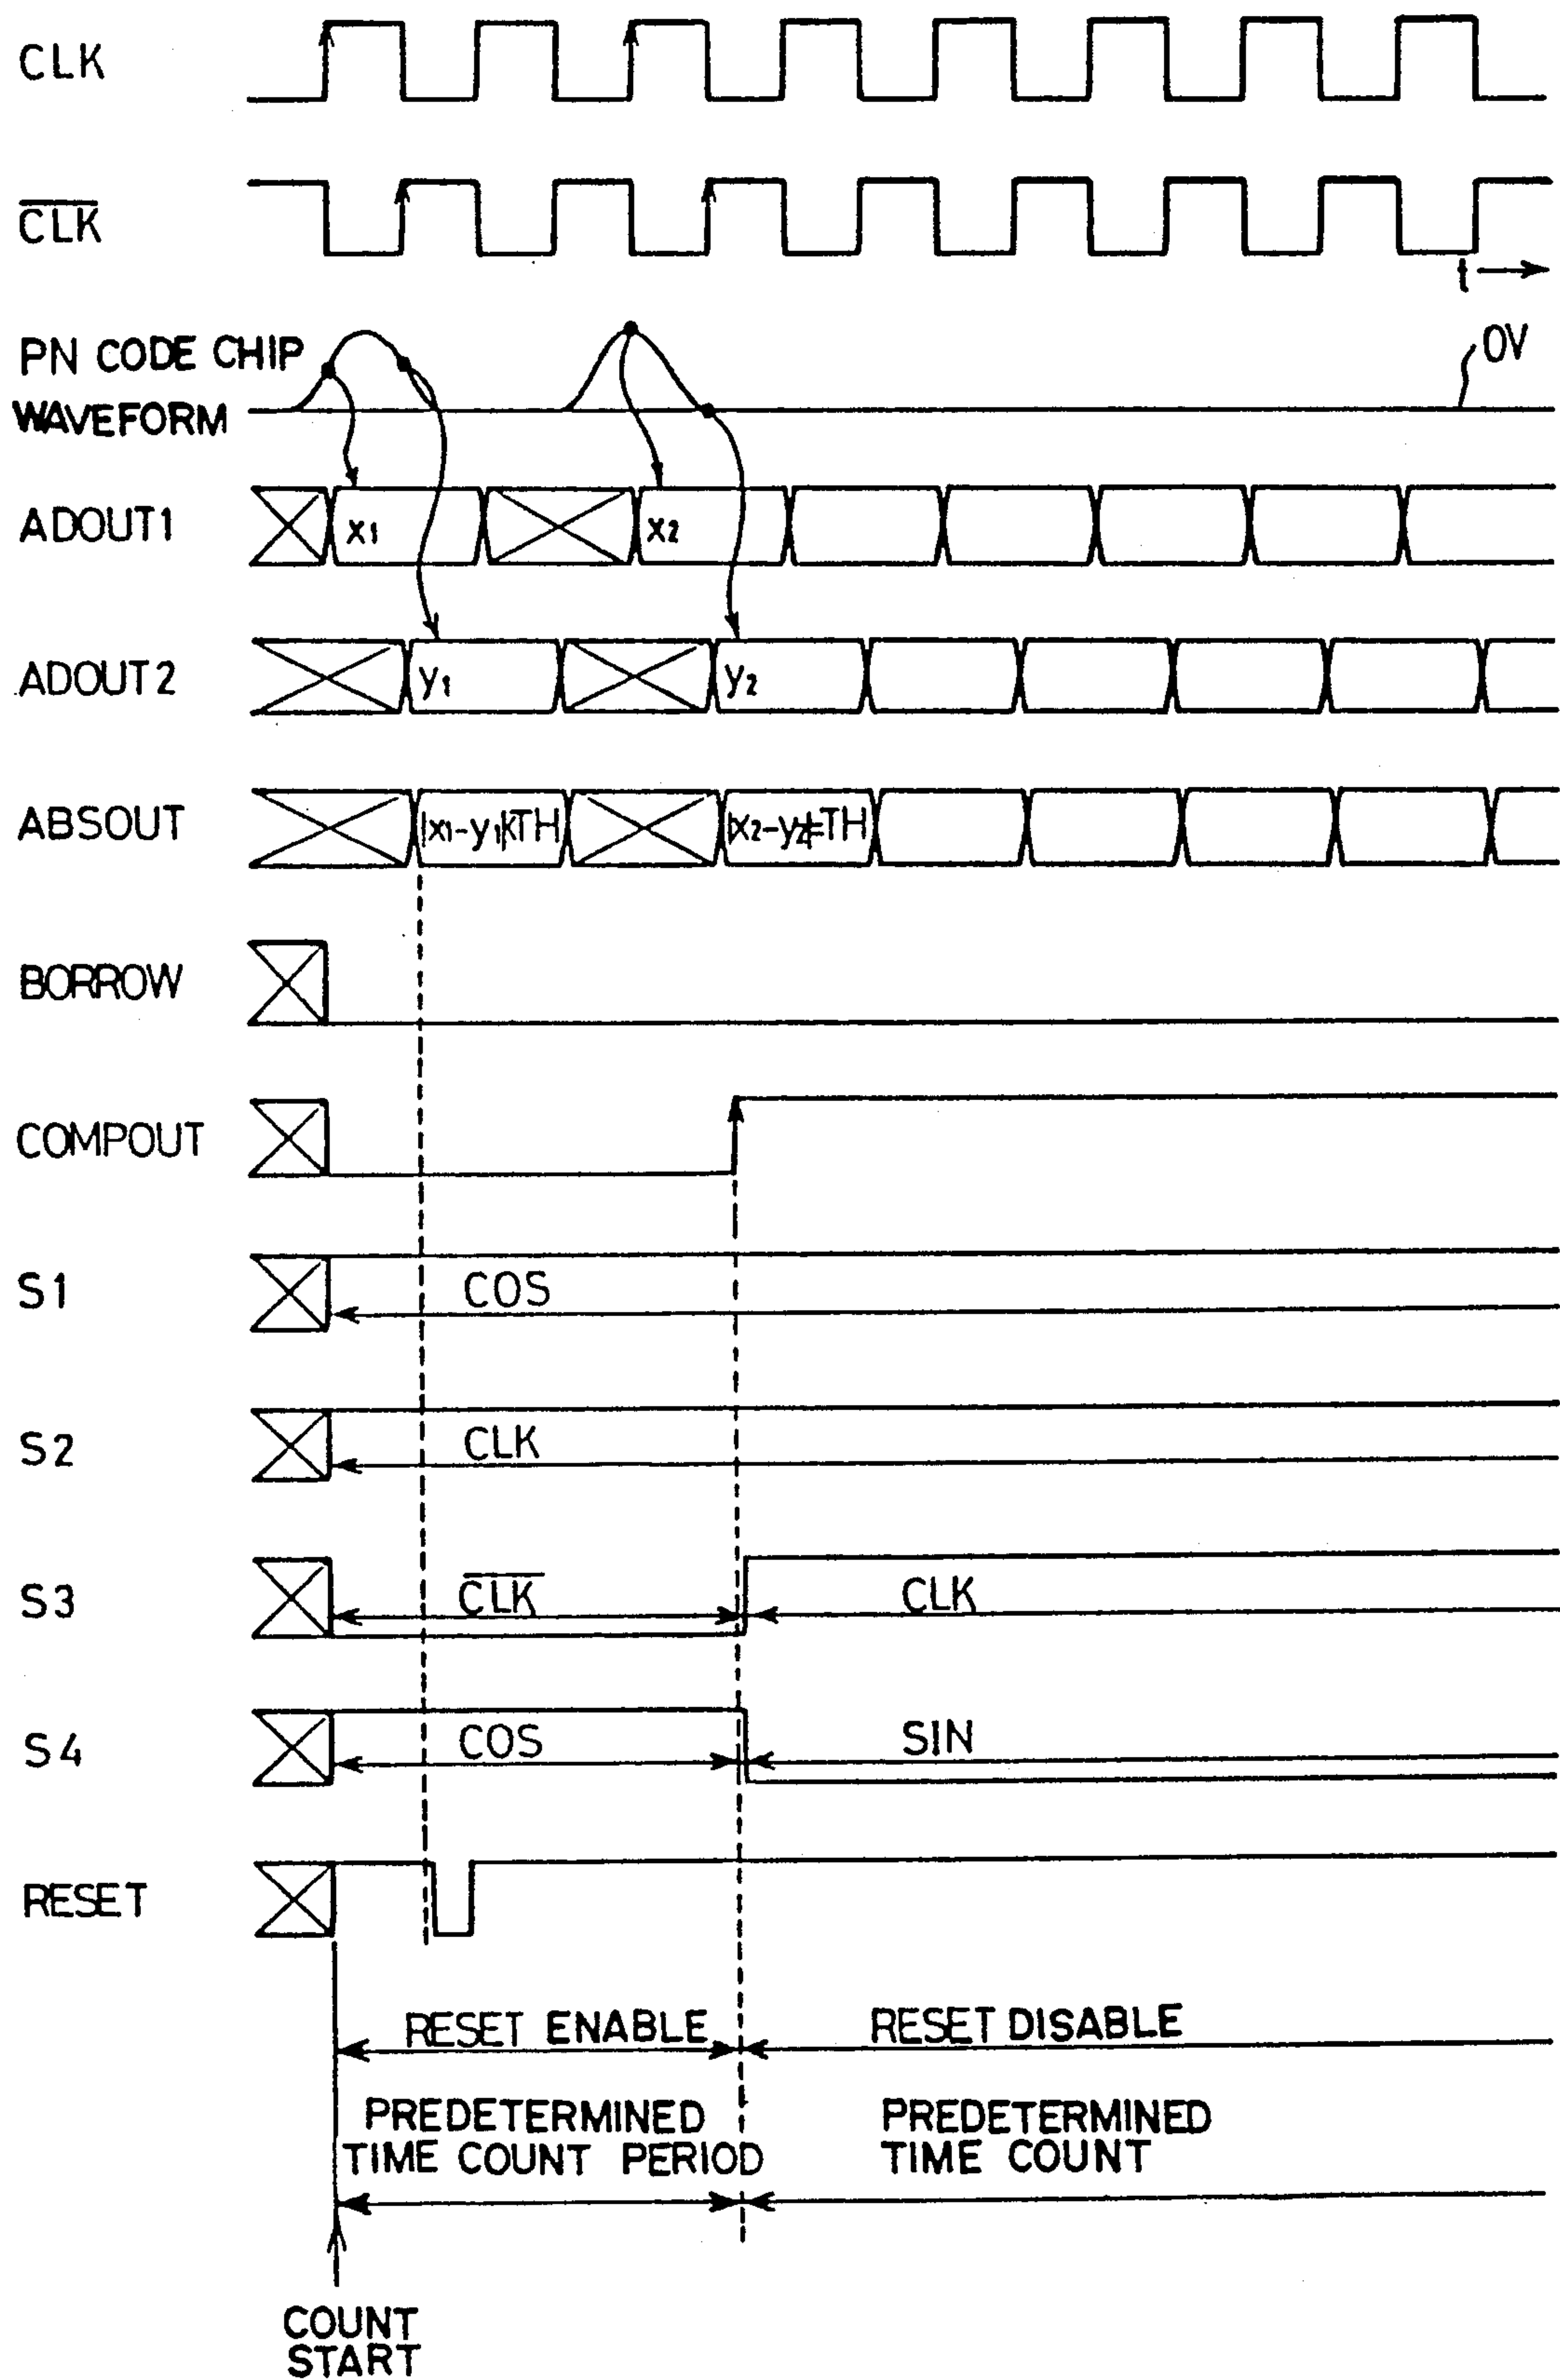 CLK
C̅L̅K̅
t
PN CODE CHIP
WAVEFORM
0V
ADOUT1
x1
x2
ADOUT2
y1
y2
ABSOUT
|x1-y1|<TH
|x2-y2|≠TH
BORROW
COMPOUT
S1
COS
S2
CLK
S3
C̅L̅K̅
CLK
S4
COS
SIN
RESET
RESET ENABLE
RESET DISABLE
PREDETERMINED
TIME COUNT PERIOD
PREDETERMINED
TIME COUNT
COUNT
START